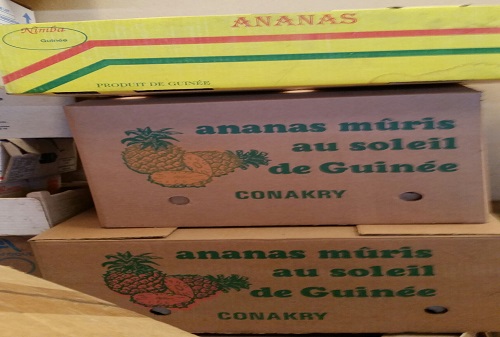 ANANAS
Nimba
Guinée
PRODUIT DE GUINÉE
ananas mûris
au soleil
de Guinée
CONAKRY
ananas mûris
au soleil
de Guinée
CONAKRY